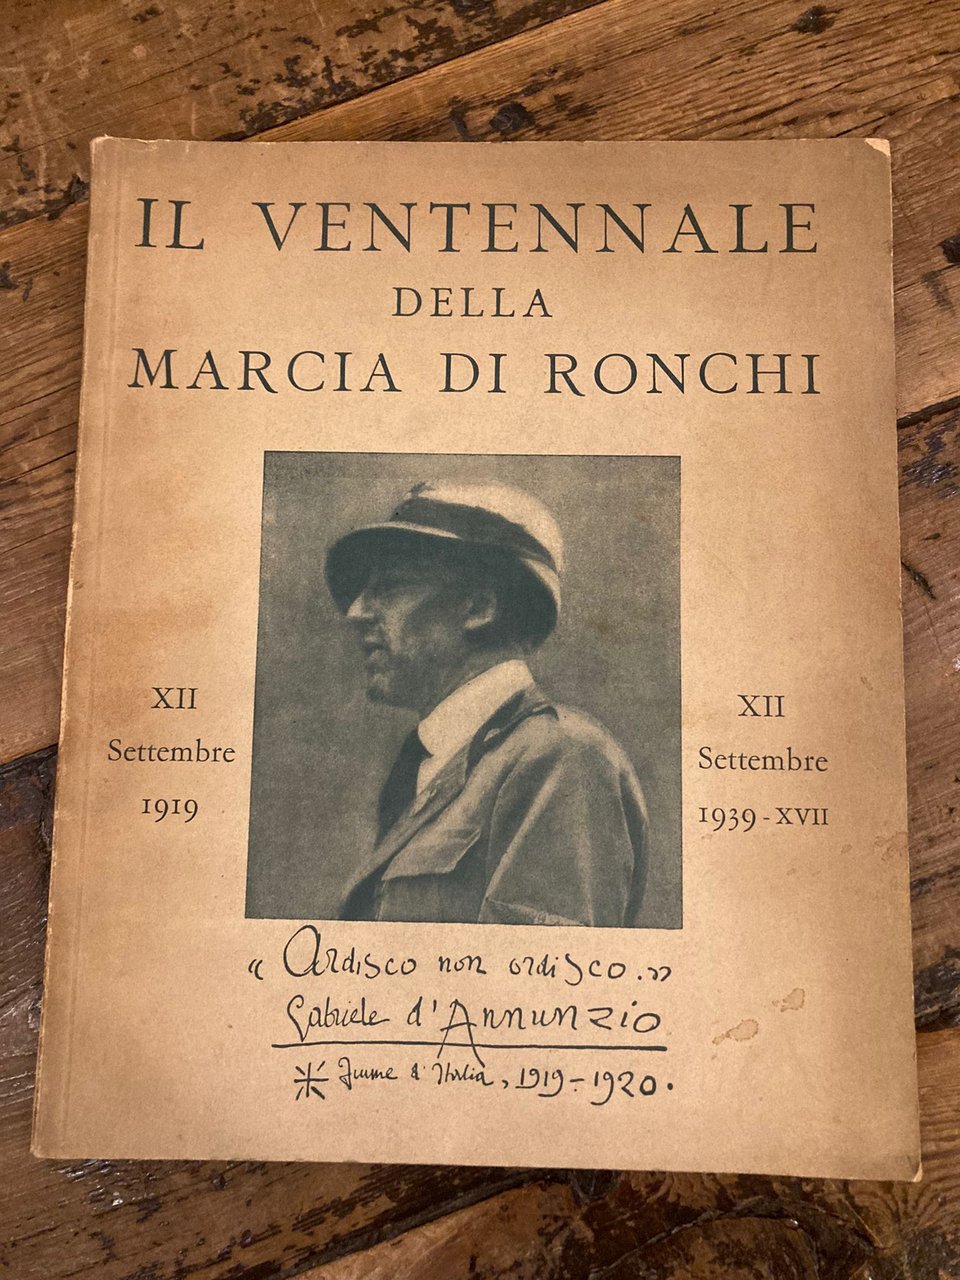 IL VENTENNALE
DELLA
MARCIA DI RONCHI
XII
Settembre
1919
XII
Settembre
1939 - XVII
« Ardisco non ordisco. »
Gabriele d'Annunzio
Fiume d'Italia, 1919-1920.